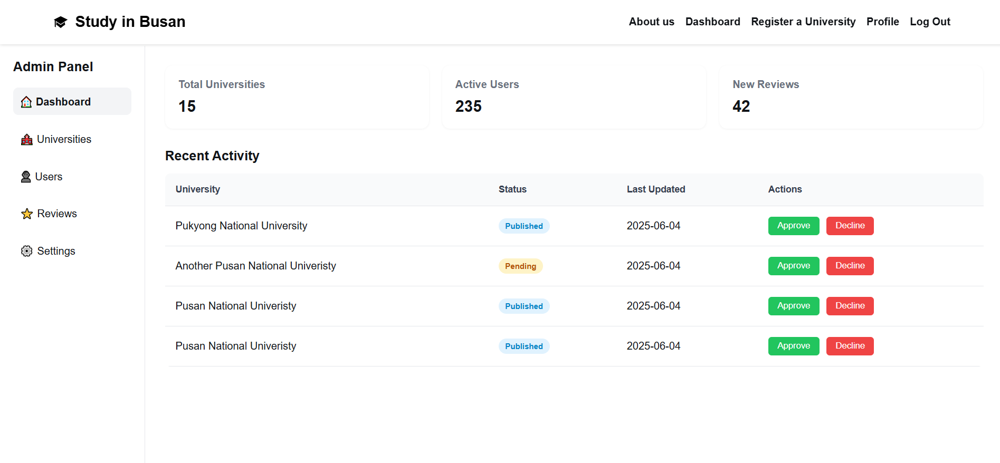 Study in Busan
About us Dashboard Register a University Profile Log Out
Admin Panel
Dashboard
Universities
Users
Reviews
Settings
Total Universities
15
Active Users
235
New Reviews
42
Recent Activity
University Status Last Updated Actions
Pukyong National University Published 2025-06-04 Approve Decline
Another Pusan National Univeristy Pending 2025-06-04 Approve Decline
Pusan National Univeristy Published 2025-06-04 Approve Decline
Pusan National Univeristy Published 2025-06-04 Approve Decline